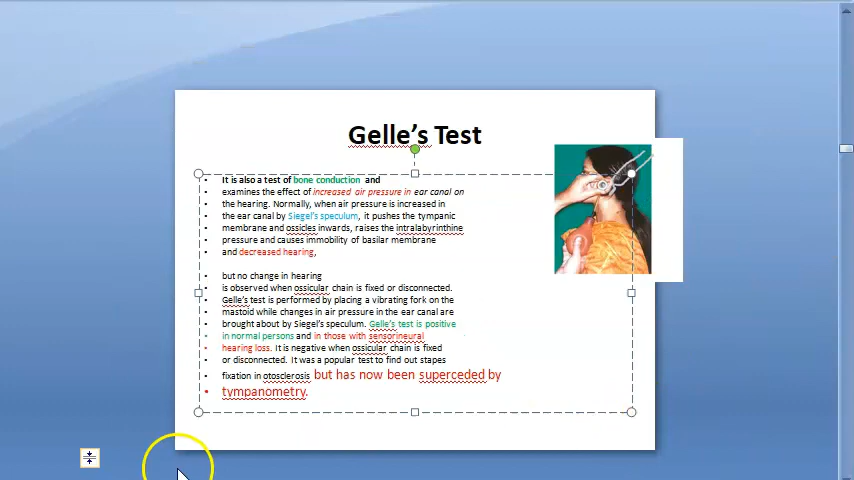 Gelle's Test
• It is also a test of bone conduction and
• examines the effect of increased air pressure in ear canal on
• the hearing. Normally, when air pressure is increased in
• the ear canal by Siegel's speculum, it pushes the tympanic
• membrane and ossicles inwards, raises the intralabyrinthine
• pressure and causes immobility of basilar membrane
• and decreased hearing,
• but no change in hearing
• is observed when ossicular chain is fixed or disconnected.
• Gelle's test is performed by placing a vibrating fork on the
• mastoid while changes in air pressure in the ear canal are
• brought about by Siegel's speculum. Gelle's test is positive
• in normal persons and in those with sensorineural
• hearing loss. It is negative when ossicular chain is fixed
• or disconnected. It was a popular test to find out stapes
• fixation in otosclerosis but has now been superceded by
• tympanometry.